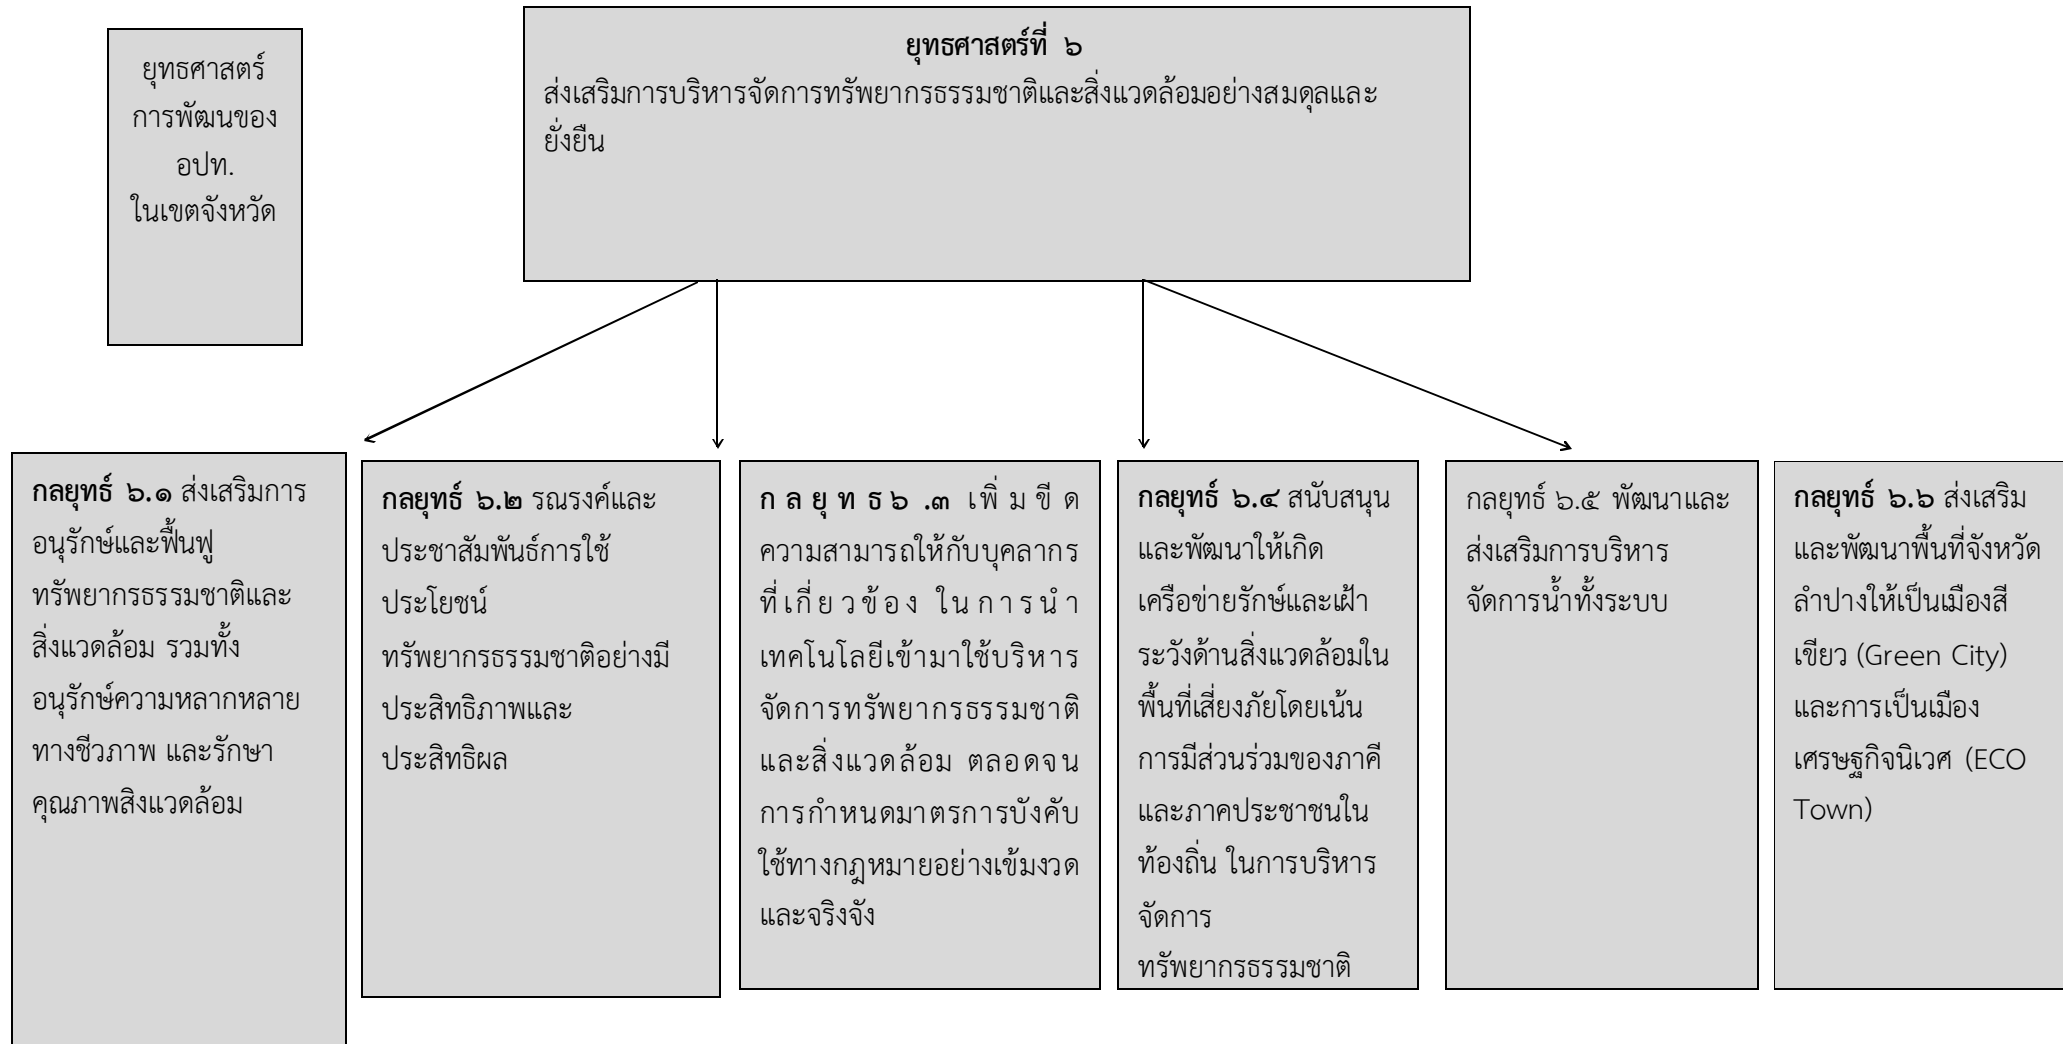 ยุทธศาสตร์
การพัฒนของ
อปท.
ในเขตจังหวัด
ยุทธศาสตร์ที่ ๖
ส่งเสริมการบริหารจัดการทรัพยากรธรรมชาติและสิ่งแวดล้อมอย่างสมดุลและ
ยั่งยืน
กลยุทธ์ ๖.๑ ส่งเสริมการ
อนุรักษ์และฟื้นฟู
ทรัพยากรธรรมชาติและ
สิ่งแวดล้อม รวมทั้ง
อนุรักษ์ความหลากหลาย
ทางชีวภาพ และรักษา
คุณภาพสิงแวดล้อม
กลยุทธ์ ๖.๒ รณรงค์และ
ประชาสัมพันธ์การใช้
ประโยชน์
ทรัพยากรธรรมชาติอย่างมี
ประสิทธิภาพและ
ประสิทธิผล
กลยุทธ๖.๓ เพิ่มขีด
ความสามารถให้กับบุคลากร
ที่เกี่ยวข้อง ในการนำ
เทคโนโลยีเข้ามาใช้บริหาร
จัดการทรัพยากรธรรมชาติ
และสิ่งแวดล้อม ตลอดจน
การกำหนดมาตรการบังคับ
ใช้ทางกฎหมายอย่างเข้มงวด
และจริงจัง
กลยุทธ์ ๖.๔ สนับสนุน
และพัฒนาให้เกิด
เครือข่ายรักษ์และเฝ้า
ระวังด้านสิ่งแวดล้อมใน
พื้นที่เสี่ยงภัยโดยเน้น
การมีส่วนร่วมของภาคี
และภาคประชาชนใน
ท้องถิ่น ในการบริหาร
จัดการ
ทรัพยากรธรรมชาติ
กลยุทธ์ ๖.๕ พัฒนาและ
ส่งเสริมการบริหาร
จัดการน้ำทั้งระบบ
กลยุทธ์ ๖.๖ ส่งเสริม
และพัฒนาพื้นที่จังหวัด
ลำปางให้เป็นเมืองสี
เขียว (Green City)
และการเป็นเมือง
เศรษฐกิจนิเวศ (ECO
Town)